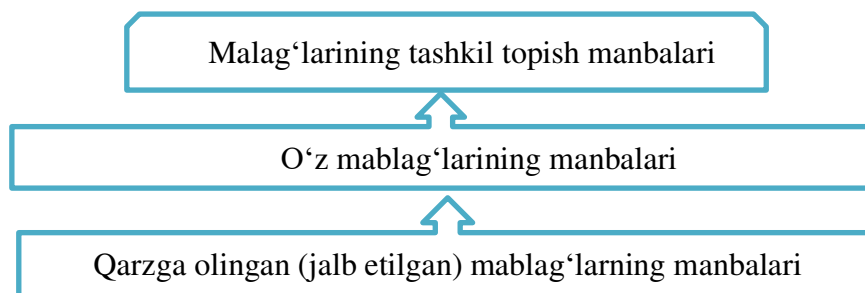 Malag‘larining tashkil topish manbalari
O‘z mablag‘larining manbalari
Qarzga olingan (jalb etilgan) mablag‘larning manbalari